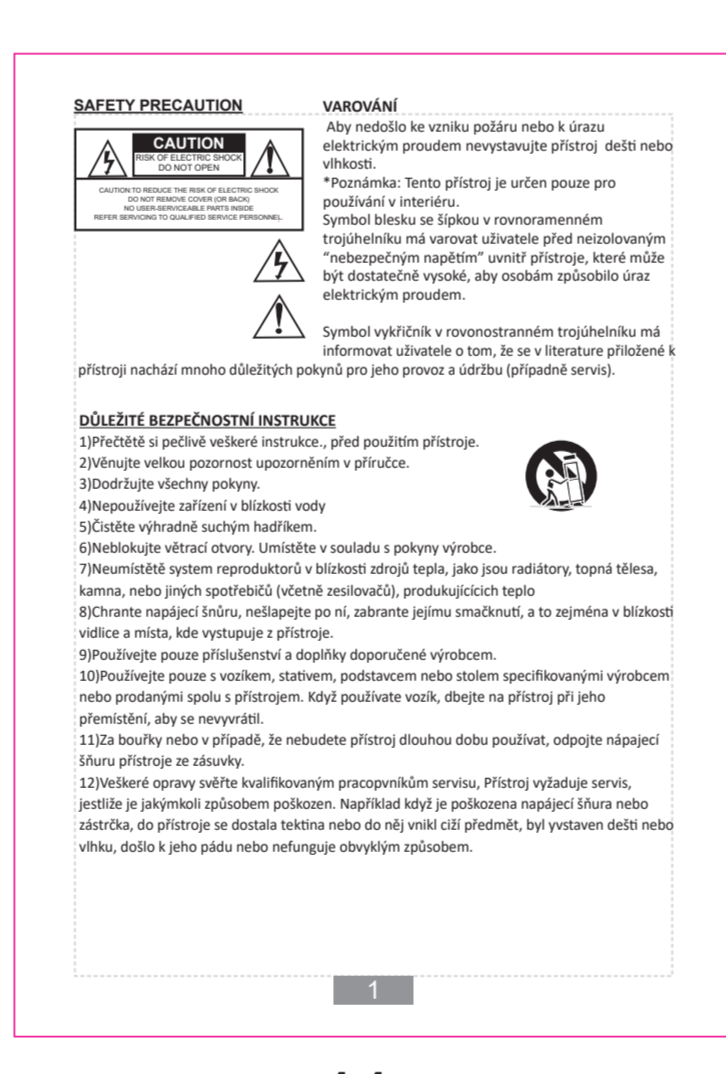 SAFETY PRECAUTION
CAUTION
RISK OF ELECTRIC SHOCK
DO NOT OPEN
CAUTION:TO REDUCE THE RISK OF ELECTRIC SHOCK
DO NOT REMOVE COVER (OR BACK)
NO USER-SERVICEABLE PARTS INSIDE
REFER SERVICING TO QUALIFIED SERVICE PERSONNEL.
VAROVÁNÍ
Aby nedošlo ke vzniku požáru nebo k úrazu
elektrickým proudem nevystavujte přístroj dešti nebo
vlhkosti.
*Poznámka: Tento přístroj je určen pouze pro
používání v interiéru.
Symbol blesku se šípkou v rovnoramenném
trojúhelníku má varovat uživatele před neizolovaným
“nebezpečným napětím” uvnitř přístroje, které může
být dostatečně vysoké, aby osobám způsobilo úraz
elektrickým proudem.
Symbol vykřičník v rovonostranném trojúhelníku má
informovat uživatele o tom, že se v literature přiložené k
přístroji nachází mnoho důležitých pokynů pro jeho provoz a údržbu (případně servis).
DŮLEŽITÉ BEZPEČNOSTNÍ INSTRUKCE
1)Přečtětě si pečlivě veškeré instrukce., před použitím přístroje.
2)Věnujte velkou pozornost upozorněním v příručce.
3)Dodržujte všechny pokyny.
4)Nepoužívejte zařízení v blízkosti vody
5)Čistěte výhradně suchým hadříkem.
6)Neblokujte větrací otvory. Umístěte v souladu s pokyny výrobce.
7)Neumístětě system reproduktorů v blízkosti zdrojů tepla, jako jsou radiátory, topná tělesa,
kamna, nebo jiných spotřebičů (včetně zesilovačů), produkujícícich teplo
8)Chrante napájecí šnůru, nešlapejte po ní, zabrante jejímu smačknutí, a to zejména v blízkosti
vidlice a místa, kde vystupuje z přístroje.
9)Používejte pouze příslušenství a doplňky doporučené výrobcem.
10)Používejte pouze s vozíkem, stativem, podstavcem nebo stolem specifikovanými výrobcem
nebo prodanými spolu s přístrojem. Když používate vozík, dbejte na přístroj při jeho
přemístění, aby se nevyvrátil.
11)Za bouřky nebo v případě, že nebudete přístroj dlouhou dobu používat, odpojte nápajecí
šňuru přístroje ze zásuvky.
12)Veškeré opravy svěřte kvalifikovaným pracopvníkům servisu, Přístroj vyžaduje servis,
jestliže je jakýmkoli způsobem poškozen. Například když je poškozena napájecí šňura nebo
zástrčka, do přístroje se dostala tektina nebo do něj vnikl ciží předmět, byl yvstaven dešti nebo
vlhku, došlo k jeho pádu nebo nefunguje obvyklým způsobem.
1